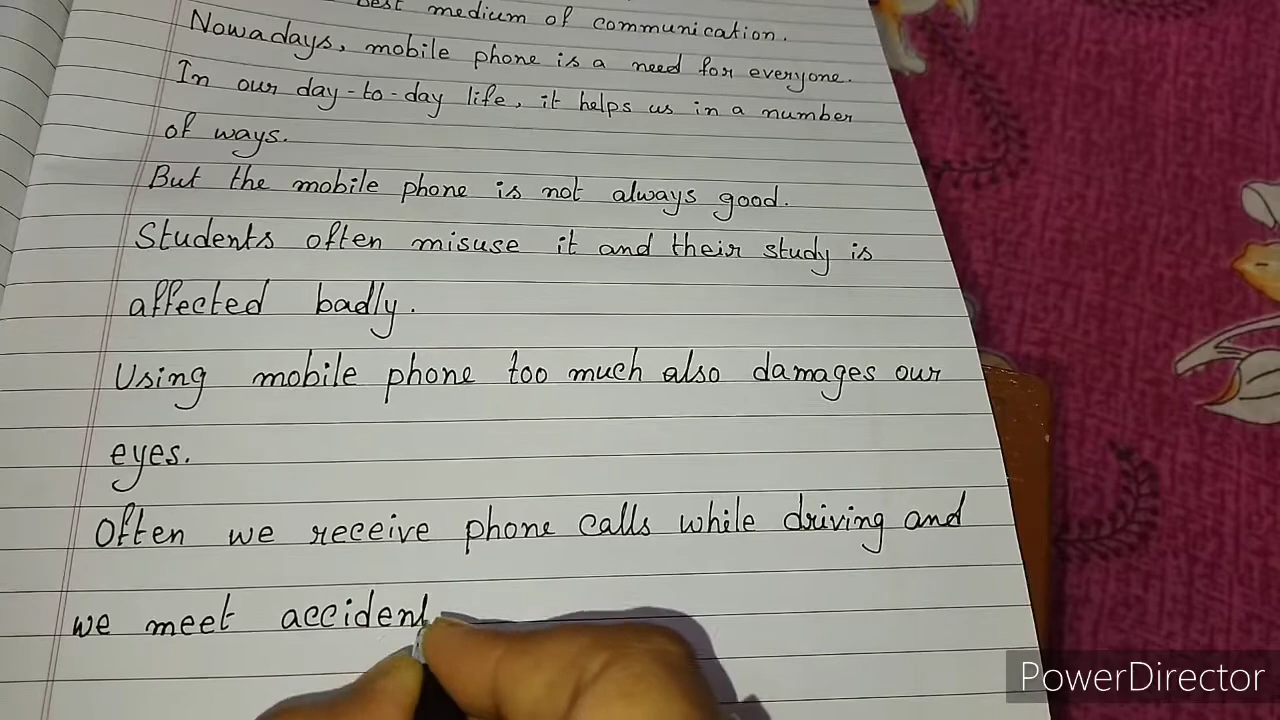 best medium of communication.
Nowadays, mobile phone is a need for everyone.
In our day-to-day life, it helps us in a number
of ways.
But the mobile phone is not always good.
Students often misuse it and their study is
affected badly.
Using mobile phone too much also damages our
eyes.
Often we receive phone calls while driving and
we meet accident
PowerDirector